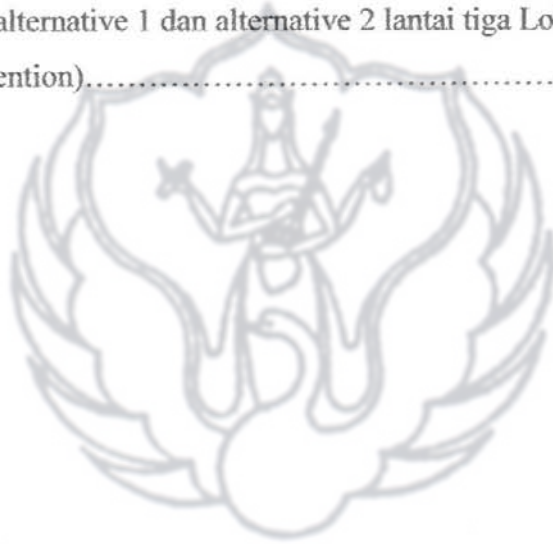 alternative 1 dan alternative 2 lantai tiga Lo
ention)..................................................